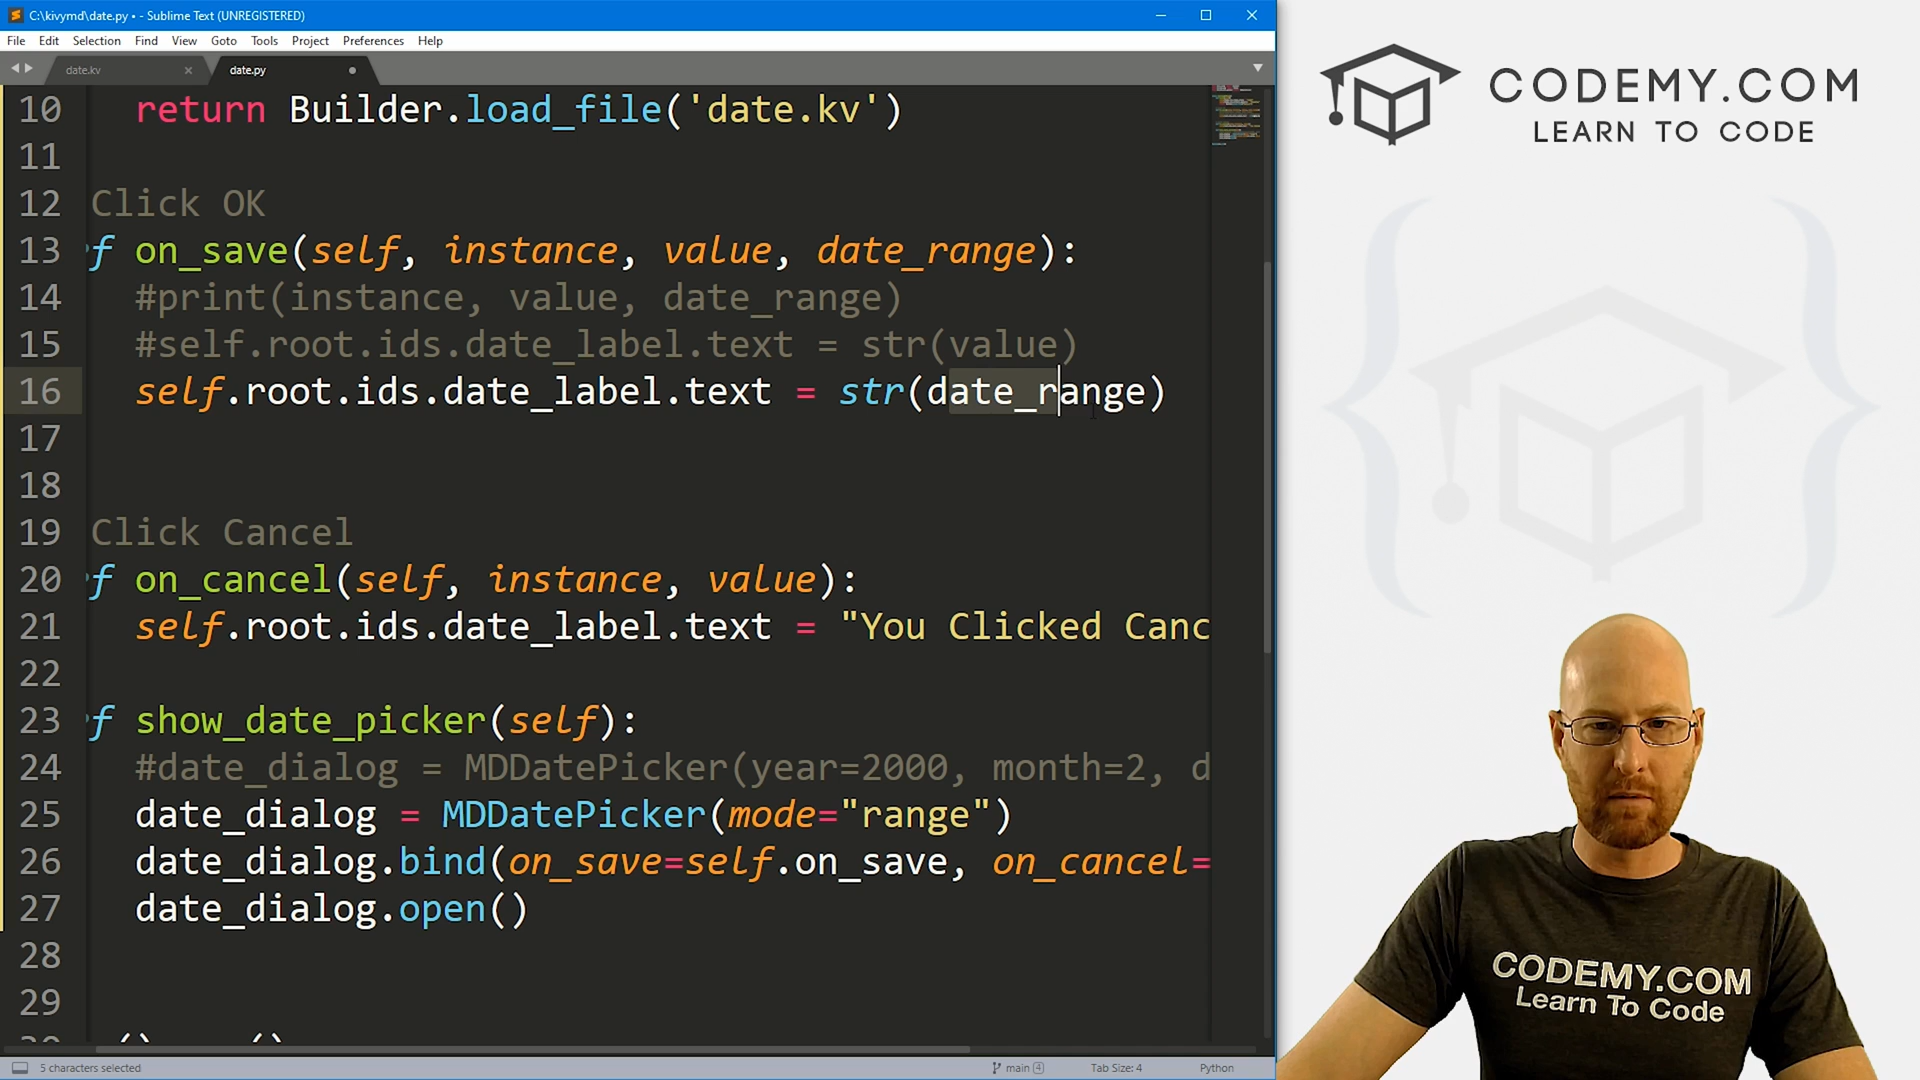 C:\kivymd\date.py • - Sublime Text (UNREGISTERED)
File Edit Selection Find View Goto Tools Project Preferences Help
date.kv date.py
10 return Builder.load_file('date.kv')
11
12 Click OK
13 f on_save(self, instance, value, date_range):
14 #print(instance, value, date_range)
15 #self.root.ids.date_label.text = str(value)
16 self.root.ids.date_label.text = str(date_range)
17
18
19 Click Cancel
20 f on_cancel(self, instance, value):
21 self.root.ids.date_label.text = "You Clicked Canc
22
23 f show_date_picker(self):
24 #date_dialog = MDDatePicker(year=2000, month=2, d
25 date_dialog = MDDatePicker(mode="range")
26 date_dialog.bind(on_save=self.on_save, on_cancel=
27 date_dialog.open()
28
29
5 characters selected main 4 Tab Size: 4 Python
CODEMY.COM
LEARN TO CODE
CODEMY.COM
Learn To Code